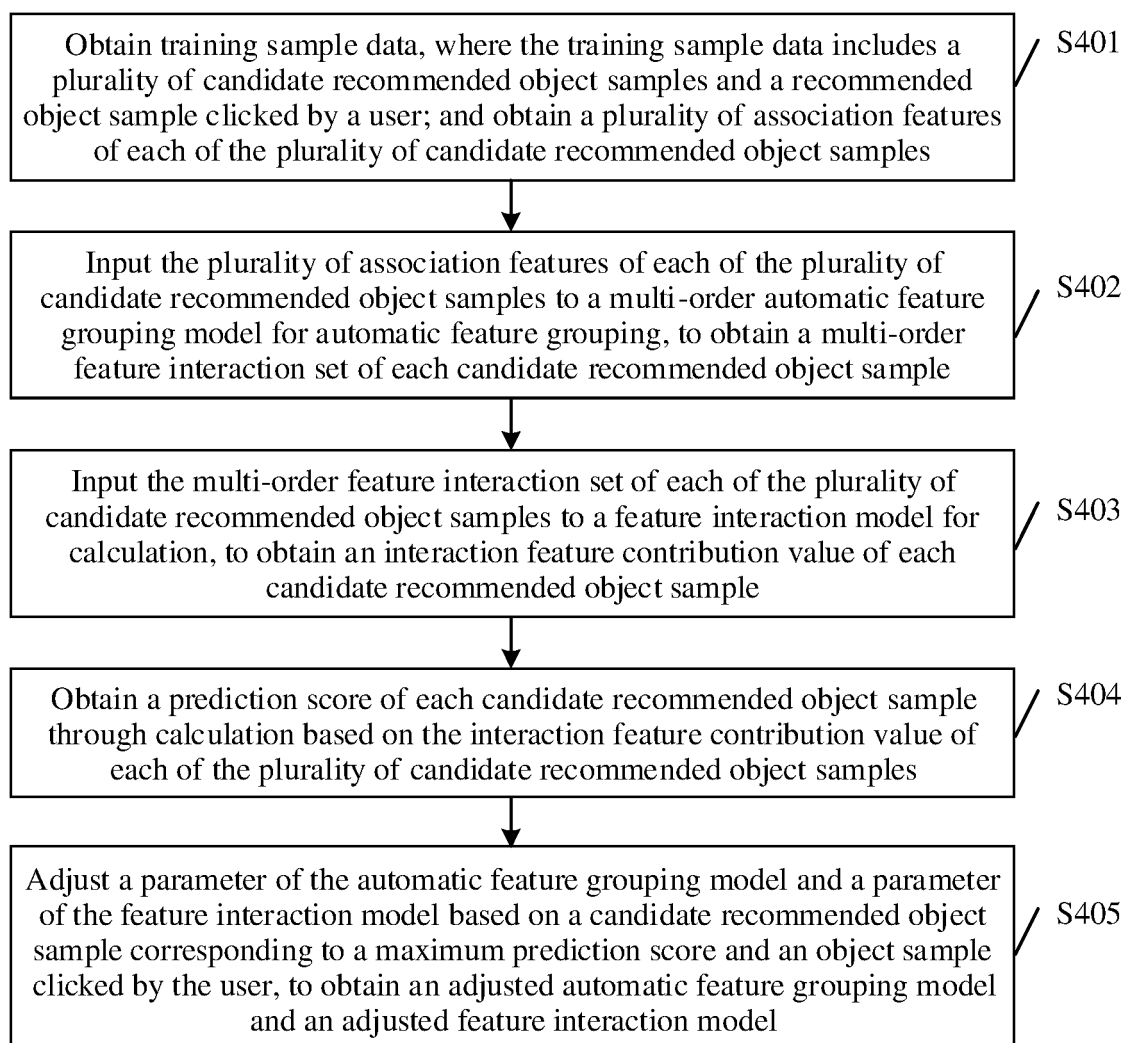 Obtain training sample data, where the training sample data includes a
plurality of candidate recommended object samples and a recommended
object sample clicked by a user; and obtain a plurality of association features
of each of the plurality of candidate recommended object samples
S401
Input the plurality of association features of each of the plurality of
candidate recommended object samples to a multi-order automatic feature
grouping model for automatic feature grouping, to obtain a multi-order
feature interaction set of each candidate recommended object sample
S402
Input the multi-order feature interaction set of each of the plurality of
candidate recommended object samples to a feature interaction model for
calculation, to obtain an interaction feature contribution value of each
candidate recommended object sample
S403
Obtain a prediction score of each candidate recommended object sample
through calculation based on the interaction feature contribution value of
each of the plurality of candidate recommended object samples
S404
Adjust a parameter of the automatic feature grouping model and a parameter
of the feature interaction model based on a candidate recommended object
sample corresponding to a maximum prediction score and an object sample
clicked by the user, to obtain an adjusted automatic feature grouping model
and an adjusted feature interaction model
S405